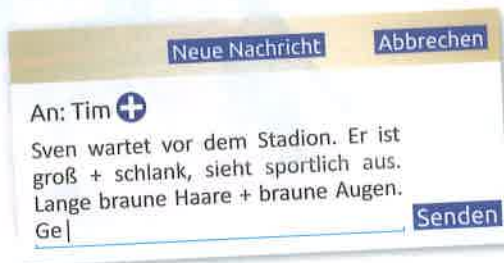 Neue Nachricht Abbrechen
An: Tim +
Sven wartet vor dem Stadion. Er ist
groß + schlank, sieht sportlich aus.
Lange braune Haare + braune Augen.
Ge
Senden